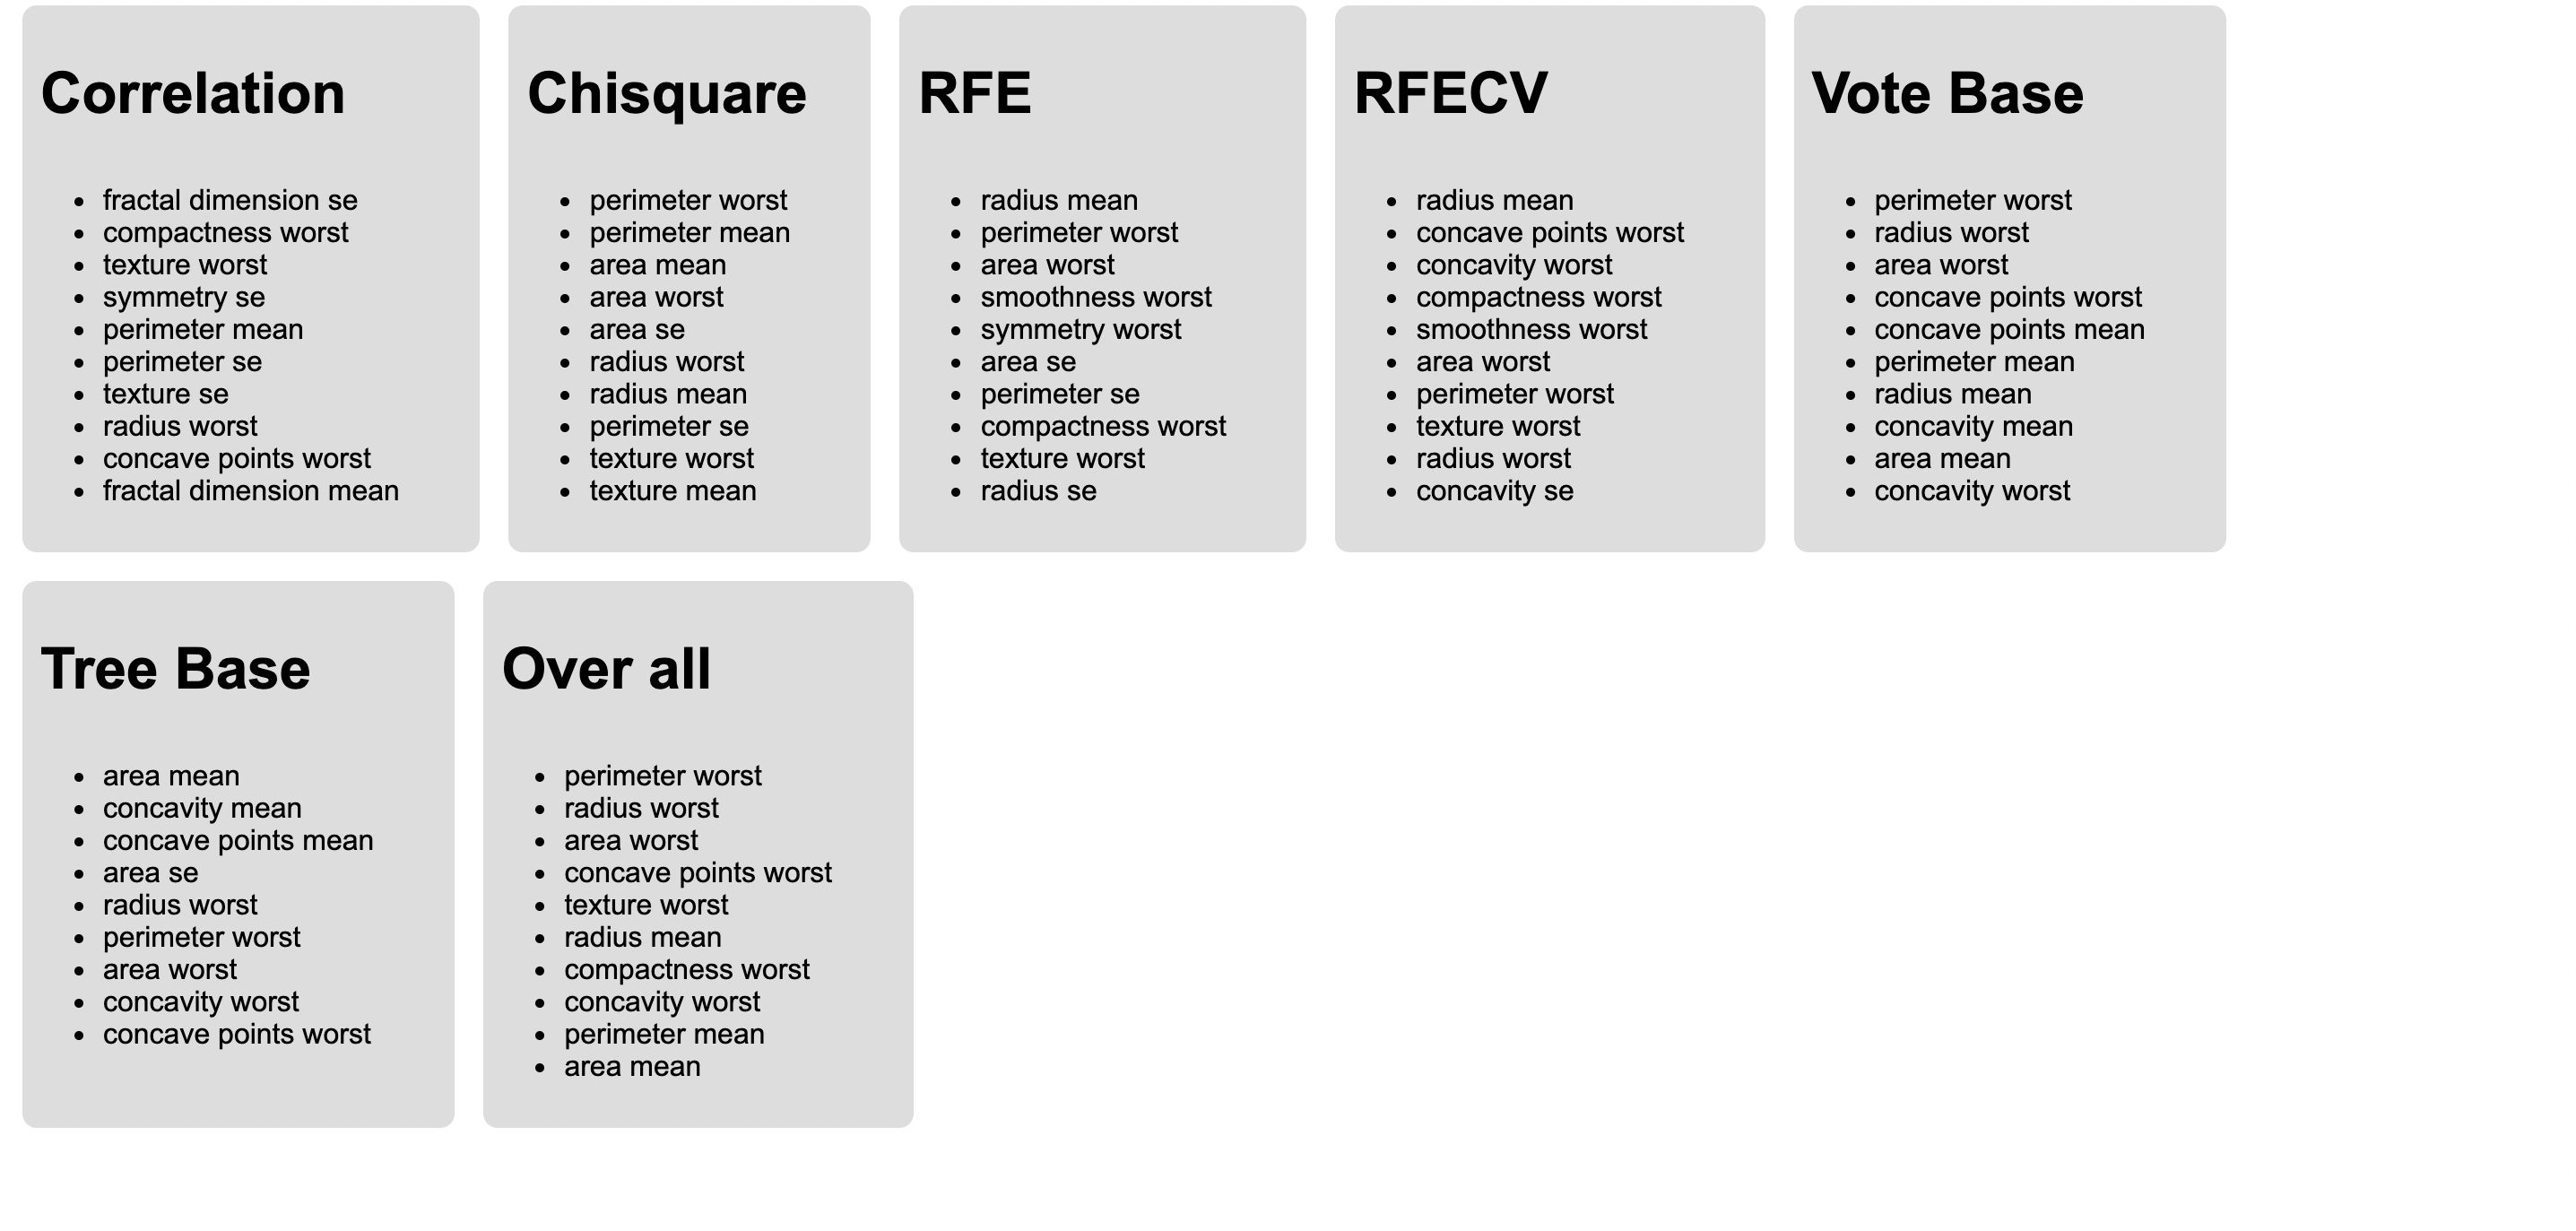 Correlation
fractal dimension se
compactness worst
texture worst
symmetry se
perimeter mean
perimeter se
texture se
radius worst
concave points worst
fractal dimension mean
Chisquare
perimeter worst
perimeter mean
area mean
area worst
area se
radius worst
radius mean
perimeter se
texture worst
texture mean
RFE
radius mean
perimeter worst
area worst
smoothness worst
symmetry worst
area se
perimeter se
compactness worst
texture worst
radius se
RFECV
radius mean
concave points worst
concavity worst
compactness worst
smoothness worst
area worst
perimeter worst
texture worst
radius worst
concavity se
Vote Base
perimeter worst
radius worst
area worst
concave points worst
concave points mean
perimeter mean
radius mean
concavity mean
area mean
concavity worst
Tree Base
area mean
concavity mean
concave points mean
area se
radius worst
perimeter worst
area worst
concavity worst
concave points worst
Over all
perimeter worst
radius worst
area worst
concave points worst
texture worst
radius mean
compactness worst
concavity worst
perimeter mean
area mean